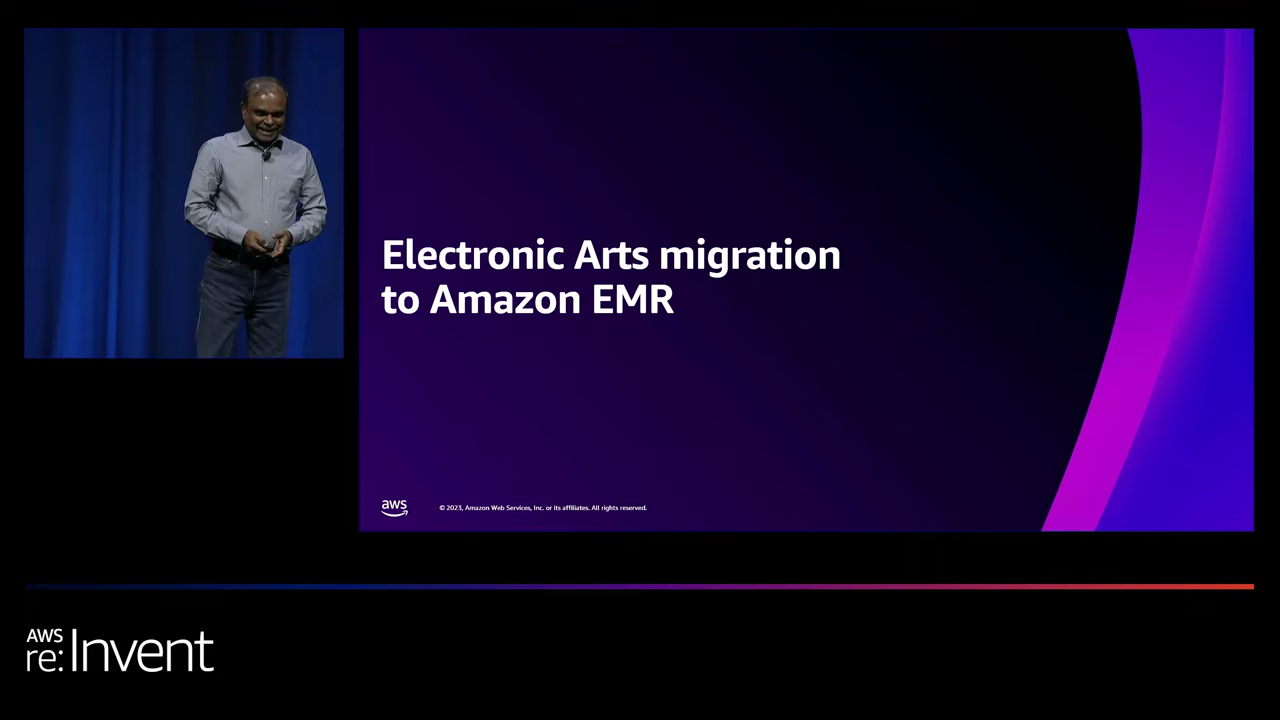 Electronic Arts migration
to Amazon EMR
aws
© 2023, Amazon Web Services, Inc. or its affiliates. All rights reserved.
AWS
re:Invent